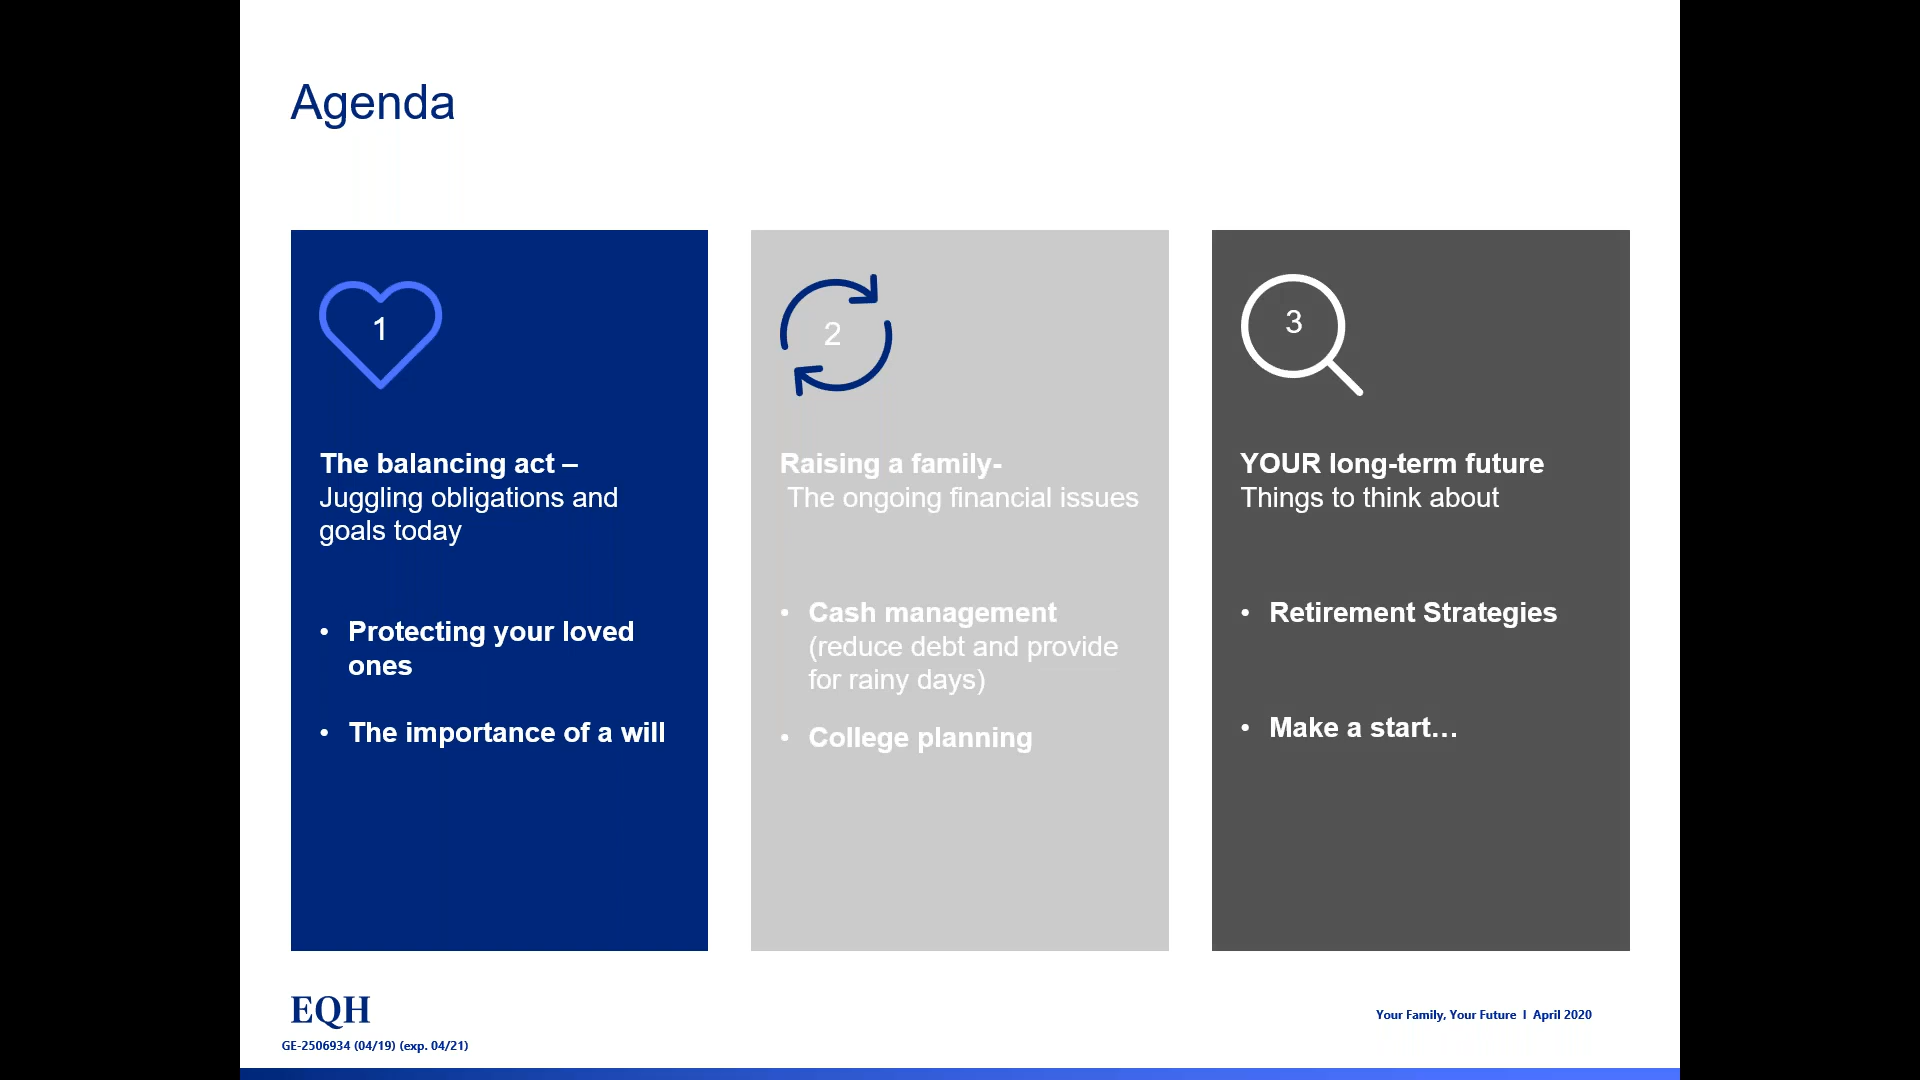 Agenda
1
The balancing act –
Juggling obligations and
goals today
• Protecting your loved
ones
• The importance of a will
2
Raising a family-
The ongoing financial issues
• Cash management
(reduce debt and provide
for rainy days)
• College planning
3
YOUR long-term future
Things to think about
• Retirement Strategies
• Make a start…
EQH
GE-2506934 (04/19) (exp. 04/21)
Your Family, Your Future I April 2020